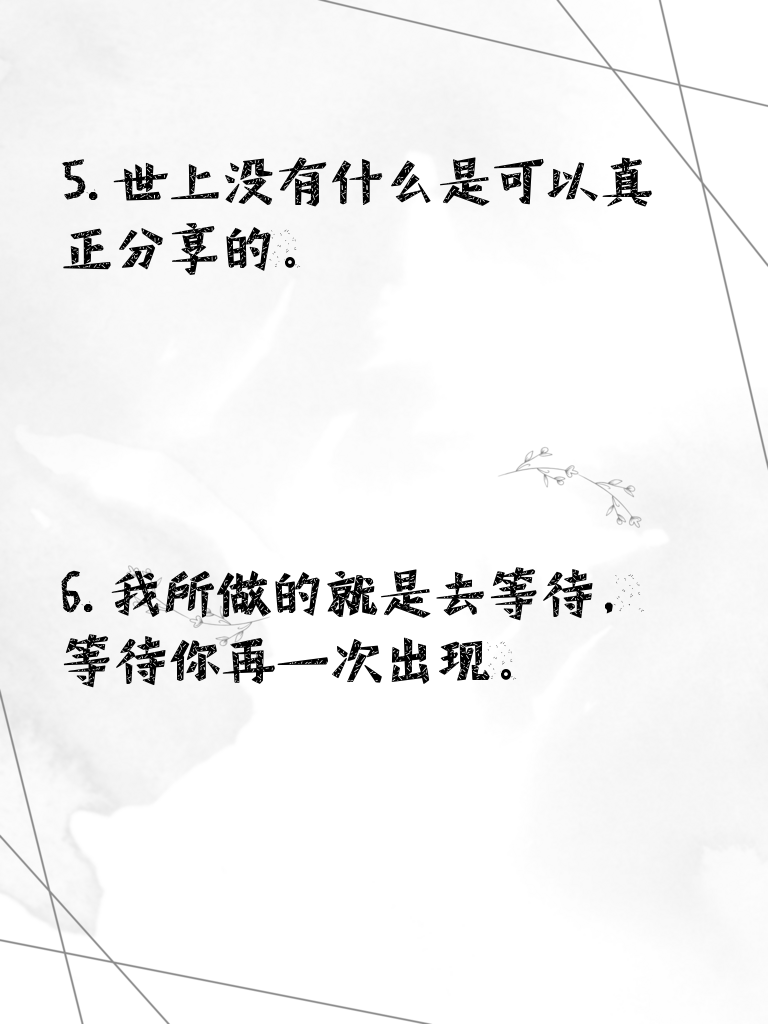 5. 世上没有什么是可以真
正分享的。
6. 我所做的就是去等待，
等待你再一次出现。